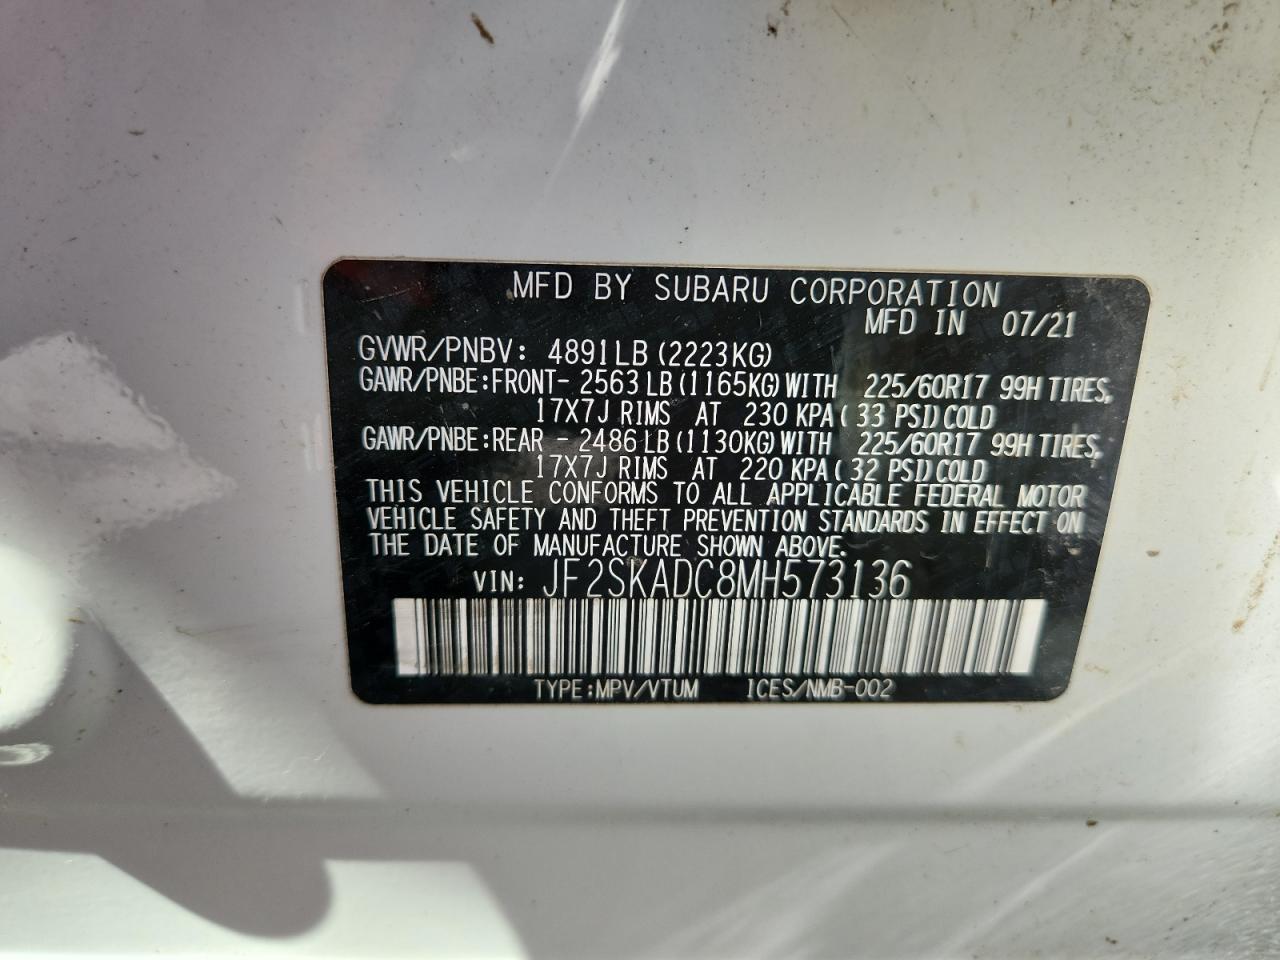 MFD BY SUBARU CORPORATION
MFD IN 07/21
GVWR/PNBV: 4891LB (2223KG)
GAWR/PNBE:FRONT- 2563LB(1165KG)WITH 225/60R17 99H TIRES,
17X7J RIMS AT 230 KPA( 33 PSI)COLD
GAWR/PNBE:REAR - 2486LB(1130KG)WITH 225/60R17 99H TIRES,
17X7J RIMS AT 220 KPA( 32 PSI)COLD
THIS VEHICLE CONFORMS TO ALL APPLICABLE FEDERAL MOTOR
VEHICLE SAFETY AND THEFT PREVENTION STANDARDS IN EFFECT ON
THE DATE OF MANUFACTURE SHOWN ABOVE.
VIN: JF2SKADC8MH573136
TYPE:MPV/VTUM ICES/NMB-002